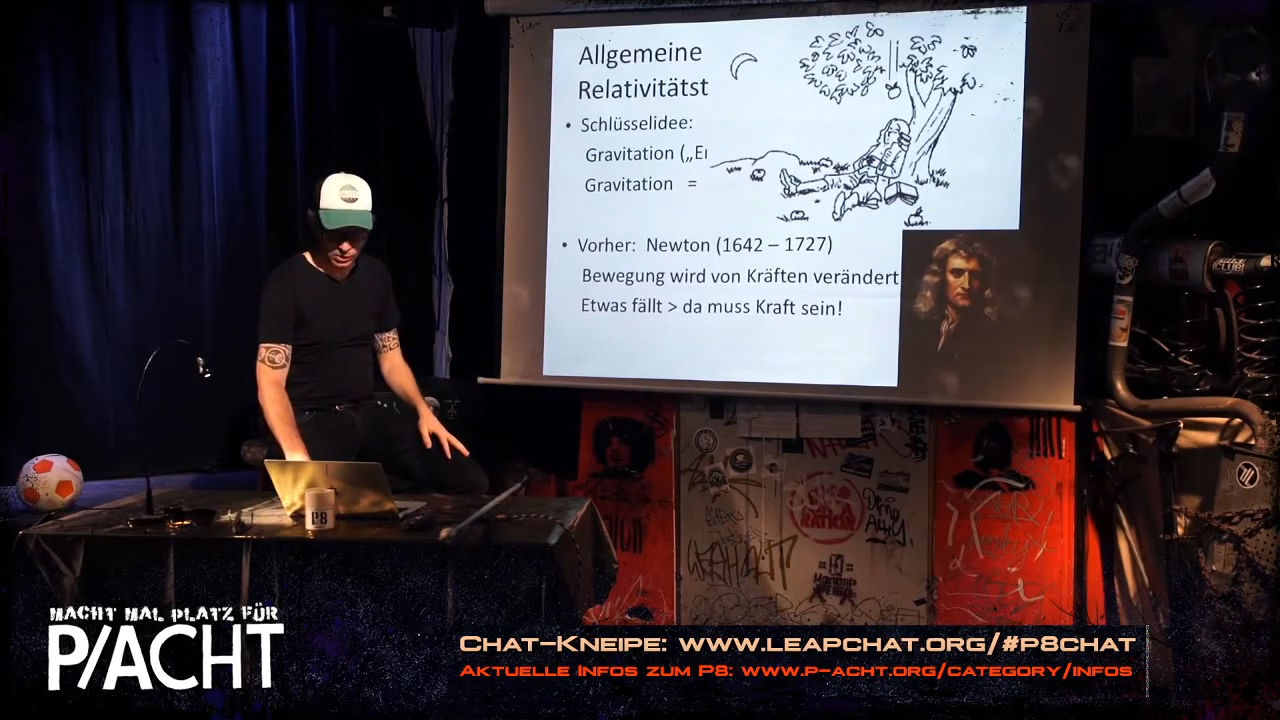 Allgemeine
Relativitätst
• Schlüsselidee:
Gravitation („Er
Gravitation =
• Vorher: Newton (1642 – 1727)
Bewegung wird von Kräften verändert
Etwas fällt > da muss Kraft sein!
P8
MACHT MAL PLATZ FÜR
P/ACHT
Chat-Kneipe: www.leapchat.org/#p8chat
Aktuelle Infos zum P8: www.p-acht.org/category/infos